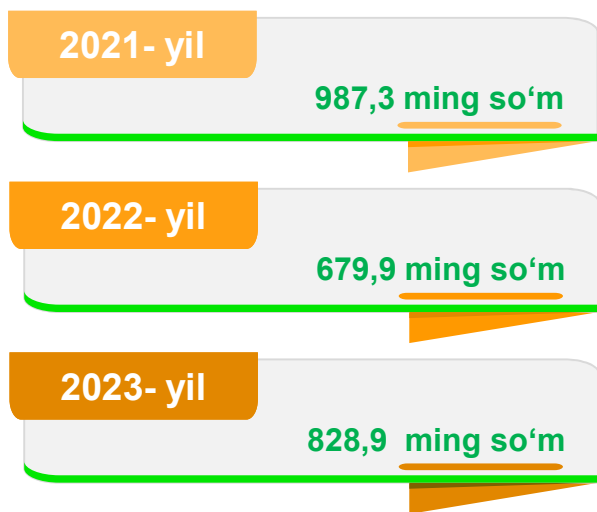 2021- yil
987,3 ming so‘m
2022- yil
679,9 ming so‘m
2023- yil
828,9 ming so‘m